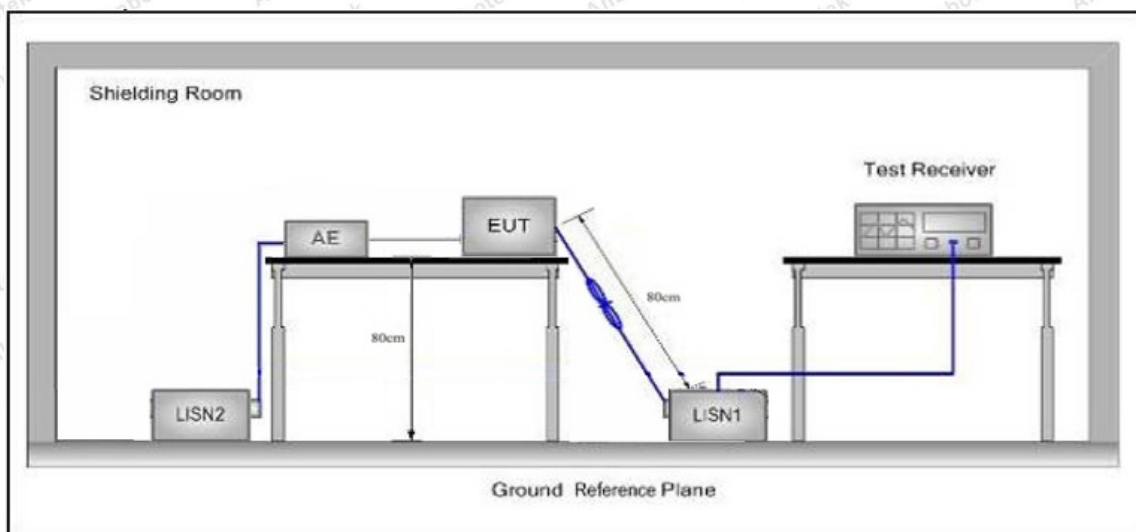 Shielding Room
Test Receiver
EUT
AE
80cm
80cm
LISN2
LISN1
Ground Reference Plane